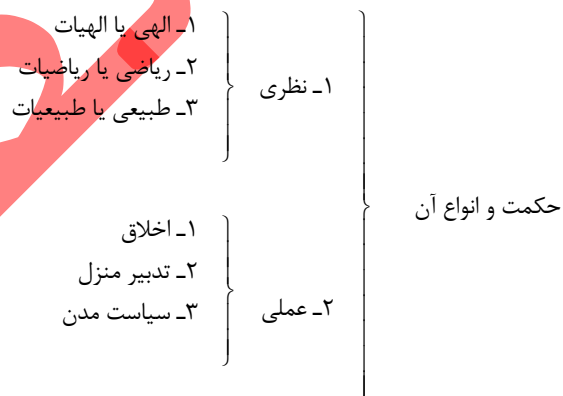 حکمت و انواع آن
۱ـ نظری
۱ـ الهی یا الهیات
۲ـ ریاضی یا ریاضیات
۳ـ طبیعی یا طبیعیات
۲ـ عملی
۱ـ اخلاق
۲ـ تدبیر منزل
۳ـ سیاست مدن